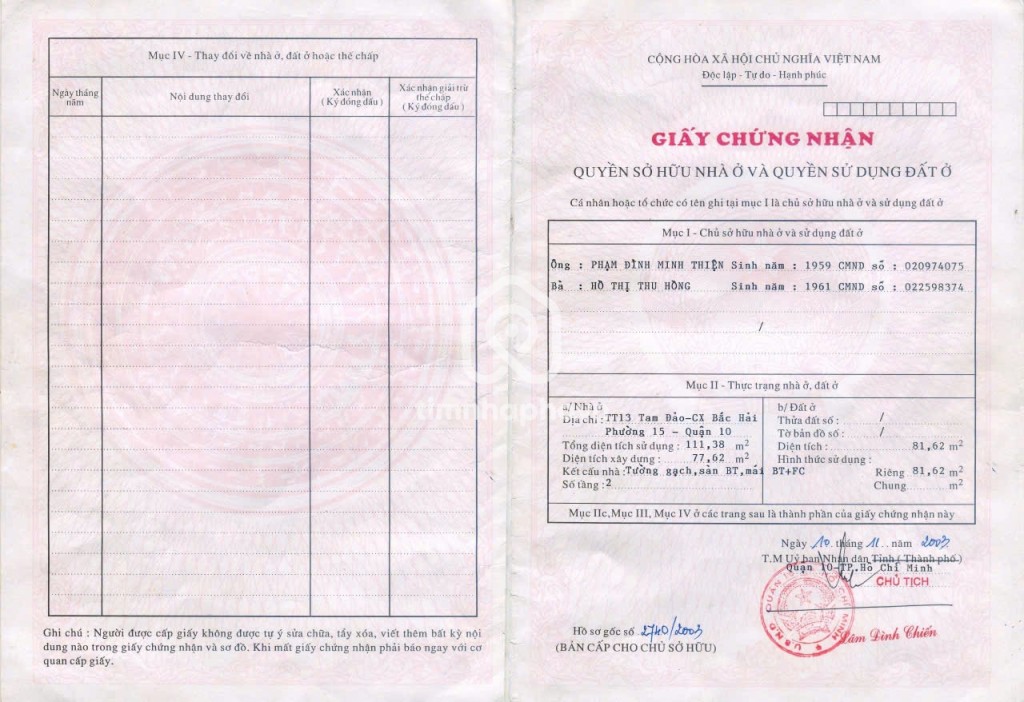 Mục IV - Thay đổi về nhà ở, đất ở hoặc thế chấp
Ngày tháng năm
Nội dung thay đổi
Xác nhận
( Ký đóng dấu )
Xác nhận giải trừ
thế chấp
( Ký đóng dấu )
Ghi chú : Người được cấp giấy không được tự ý sửa chữa, tẩy xóa, viết thêm bất kỳ nội
dung nào trong giấy chứng nhận và sơ đồ. Khi mất giấy chứng nhận phải báo ngay với cơ
quan cấp giấy.
CỘNG HÒA XÃ HỘI CHỦ NGHĨA VIỆT NAM
Độc lập - Tự do - Hạnh phúc
GIẤY CHỨNG NHẬN
QUYỀN SỞ HỮU NHÀ Ở VÀ QUYỀN SỬ DỤNG ĐẤT Ở
Cá nhân hoặc tổ chức có tên ghi tại mục I là chủ sở hữu nhà ở và sử dụng đất ở
Mục I - Chủ sở hữu nhà ở và sử dụng đất ở
Ông : PHẠM ĐÌNH MINH THIỆN Sinh năm : 1959 CMND số : 020974075
Bà : HỒ THỊ THU HỒNG Sinh năm : 1961 CMND số : 022598374
/
Mục II - Thực trạng nhà ở, đất ở
a/ Nhà ở
Địa chỉ : TT13 Tam Đảo-CX Bắc Hải
Phường 15 - Quận 10
Tổng diện tích sử dụng : 111,38 m²
Diện tích xây dựng : 77,62 m²
Kết cấu nhà : Tường gạch,sàn BT,mái BT+FC
Số tầng : 2
b/ Đất ở
Thửa đất số : /
Tờ bản đồ số : /
Diện tích : 81,62 m²
Hình thức sử dụng :
Riêng 81,62 m²
Chung m²
Mục IIc,Mục III, Mục IV ở các trang sau là thành phần của giấy chứng nhận này
Ngày 10 tháng 11 năm 2003
T.M Uỷ ban Nhân dân Tỉnh ( Thành phố )
Quận 10-TP.Hồ Chí Minh
CHỦ TỊCH
Lâm Đình Chiến
Hồ sơ gốc số 2740/2003
(BẢN CẤP CHO CHỦ SỞ HỮU)